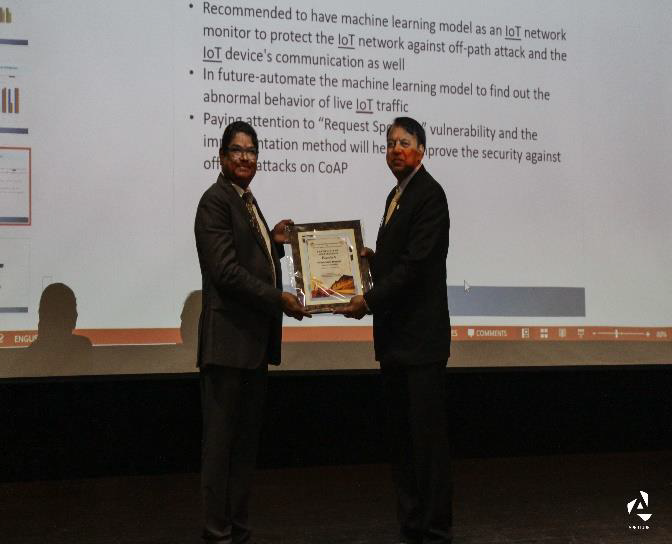 • Recommended to have machine learning model as an IoT network
monitor to protect the IoT network against off-path attack and the
IoT device's communication as well
• In future-automate the machine learning model to find out the
abnormal behavior of live IoT traffic
• Paying attention to "Request Sp " vulnerability and the
im entation method will he prove the security against
off attacks on CoAP
COMMENTS